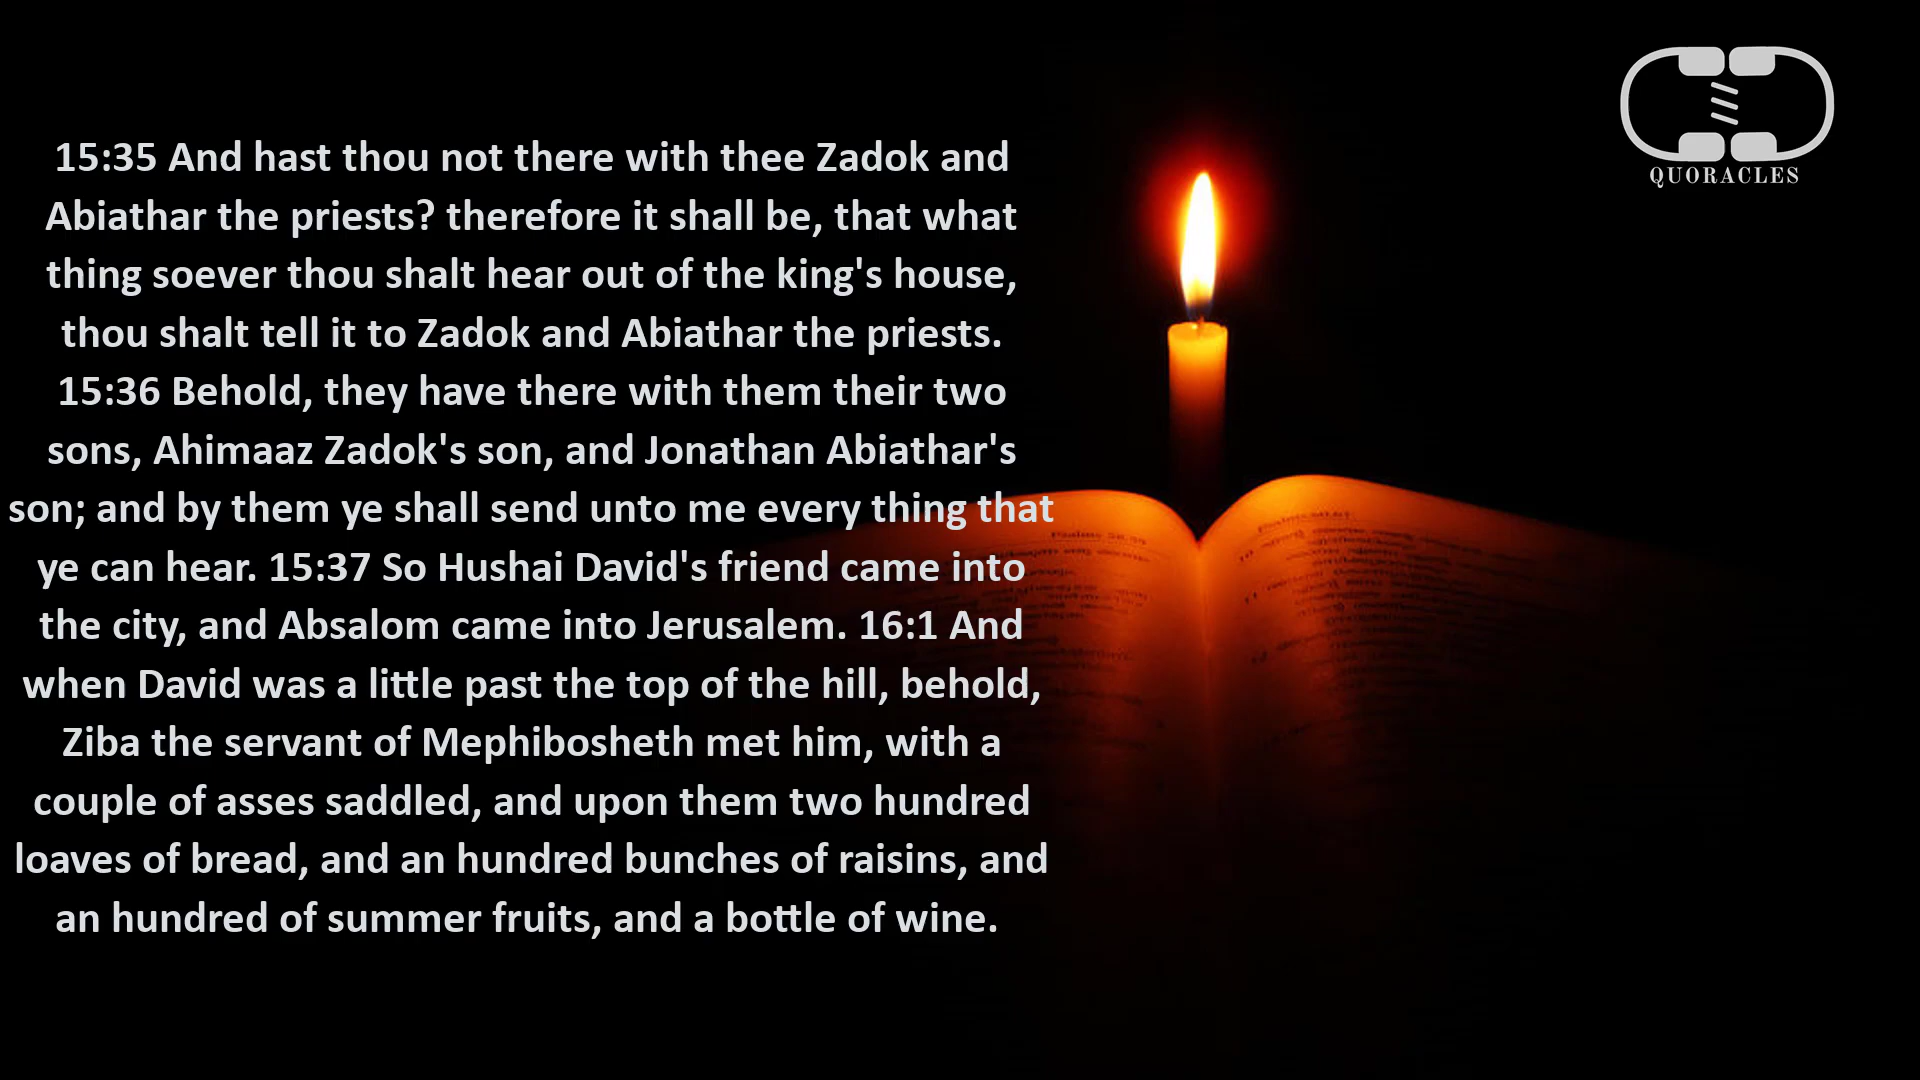 15:35 And hast thou not there with thee Zadok and
Abiathar the priests? therefore it shall be, that what
thing soever thou shalt hear out of the king's house,
thou shalt tell it to Zadok and Abiathar the priests.
15:36 Behold, they have there with them their two
sons, Ahimaaz Zadok's son, and Jonathan Abiathar's
son; and by them ye shall send unto me every thing that
ye can hear. 15:37 So Hushai David's friend came into
the city, and Absalom came into Jerusalem. 16:1 And
when David was a little past the top of the hill, behold,
Ziba the servant of Mephibosheth met him, with a
couple of asses saddled, and upon them two hundred
loaves of bread, and an hundred bunches of raisins, and
an hundred of summer fruits, and a bottle of wine.
QUORACLES